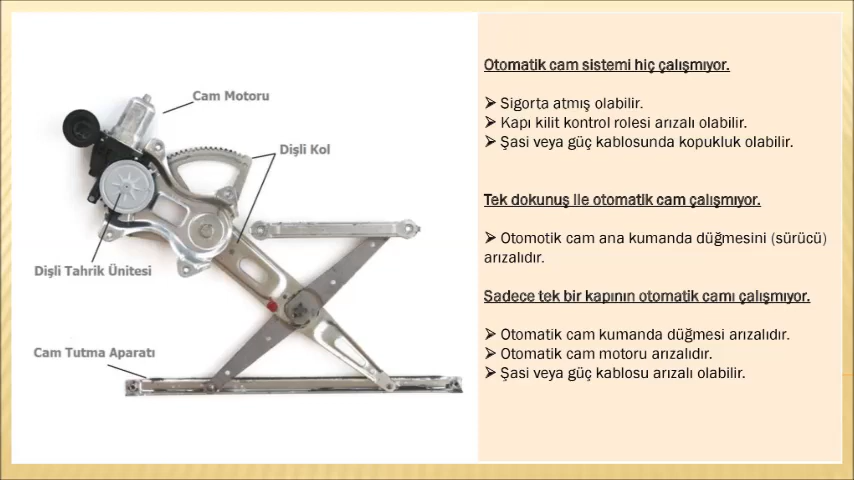 Cam Motoru
Dişli Kol
Dişli Tahrik Ünitesi
Cam Tutma Aparatı
Otomatik cam sistemi hiç çalışmıyor.
➢ Sigorta atmış olabilir.
➢ Kapı kilit kontrol rolesi arızalı olabilir.
➢ Şasi veya güç kablosunda kopukluk olabilir.
Tek dokunuş ile otomatik cam çalışmıyor.
➢ Otomotik cam ana kumanda düğmesini (sürücü)
arızalıdır.
Sadece tek bir kapının otomatik camı çalışmıyor.
➢ Otomatik cam kumanda düğmesi arızalıdır.
➢ Otomatik cam motoru arızalıdır.
➢ Şasi veya güç kablosu arızalı olabilir.